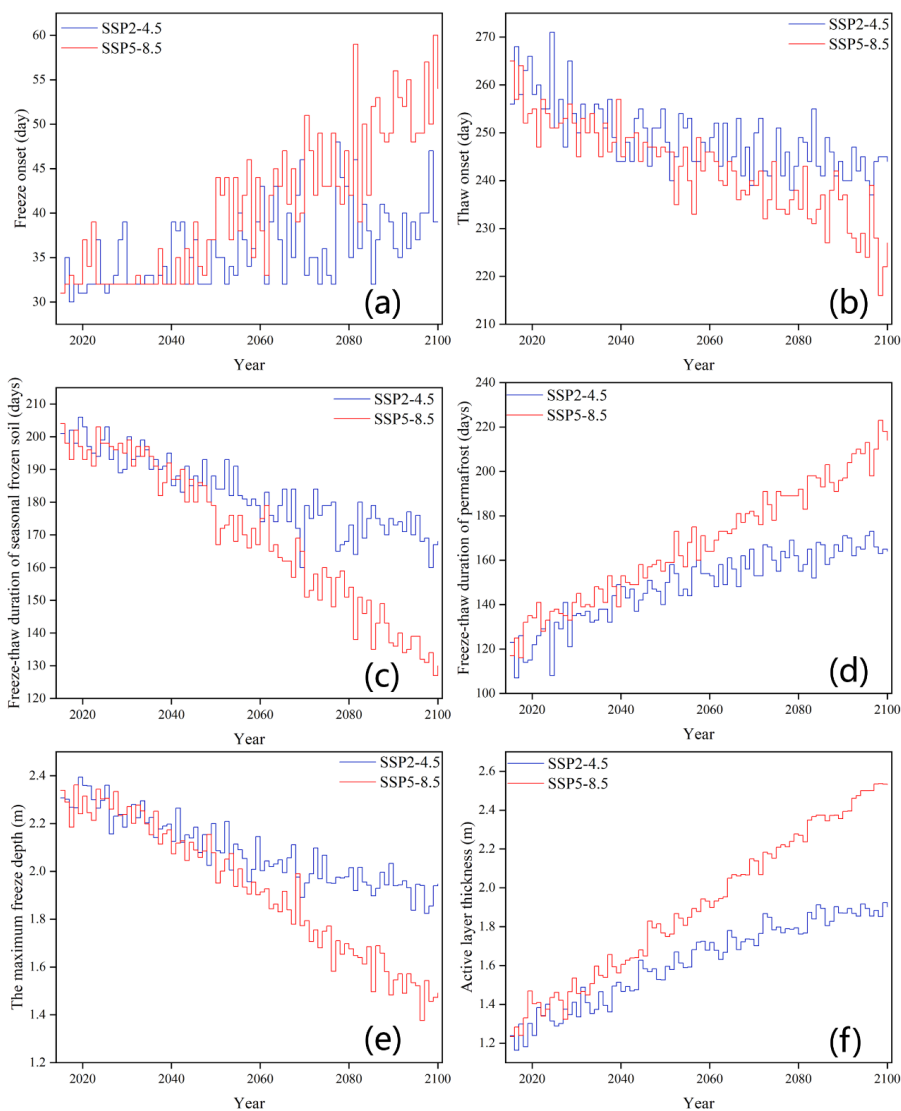 SSP2-4.5
SSP5-8.5
60
55
50
45
40
35
30
Freeze onset (day)
(a)
2020 2040 2060 2080 2100
Year
SSP2-4.5
SSP5-8.5
270
260
250
240
230
220
210
Thaw onset (day)
(b)
2020 2040 2060 2080 2100
Year
SSP2-4.5
SSP5-8.5
210
200
190
180
170
160
150
140
130
120
Freeze-thaw duration of seasonal frozen soil (days)
(c)
2020 2040 2060 2080 2100
Year
SSP2-4.5
SSP5-8.5
240
220
200
180
160
140
120
100
Freeze-thaw duration of permafrost (days)
(d)
2020 2040 2060 2080 2100
Year
SSP2-4.5
SSP5-8.5
2.4
2.2
2.0
1.8
1.6
1.4
1.2
The rmaximum freeze depth (m)
(e)
2020 2040 2060 2080 2100
Year
SSP2-4.5
SSP5-8.5
2.6
2.4
2.2
2.0
1.8
1.6
1.4
1.2
Active layer thickness (m)
(f)
2020 2040 2060 2080 2100
Year